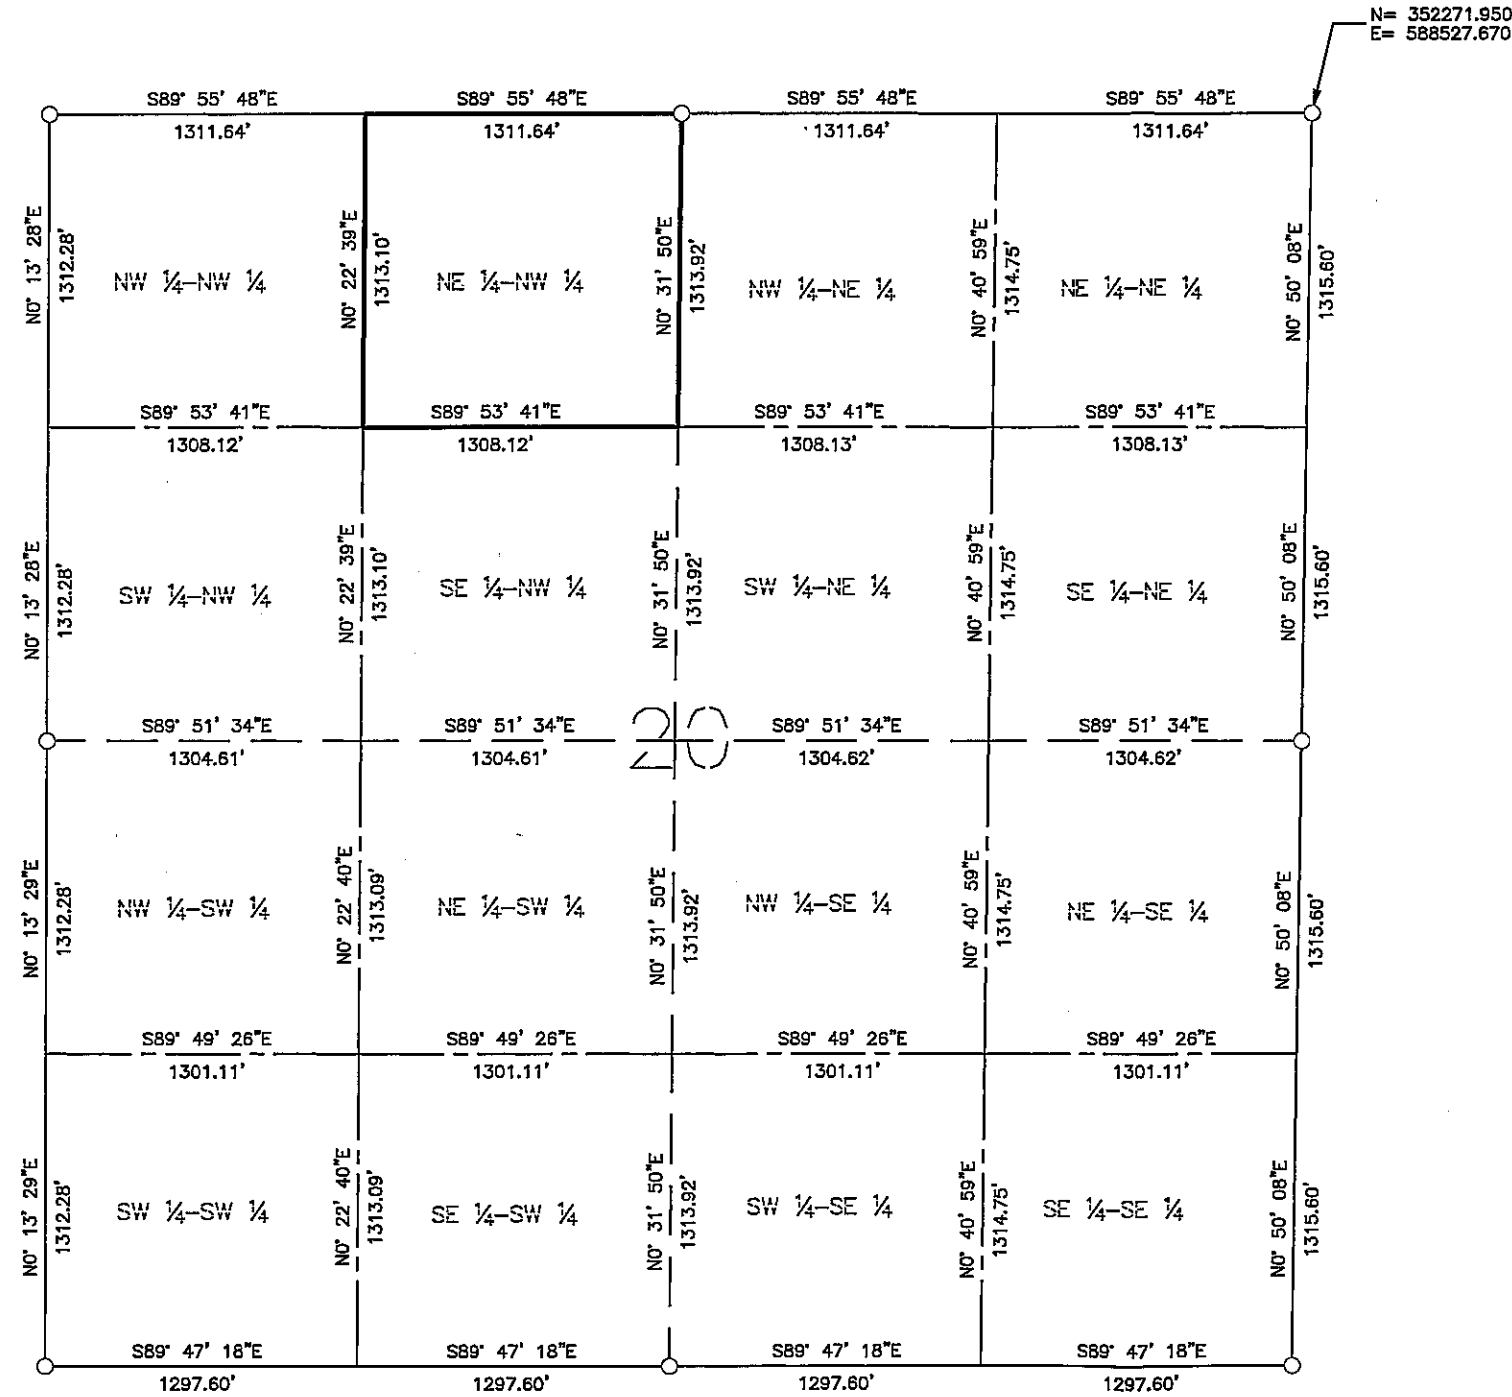 N= 352271.950
E= 588527.670
S89° 55' 48"E
S89° 55' 48"E
S89° 55' 48"E
S89° 55' 48"E
1311.64'
1311.64'
1311.64'
1311.64'
N0° 13' 28"E
1312.28'
N0° 22' 39"E
1313.10'
N0° 31' 50"E
1313.92'
N0° 40' 59"E
1314.75'
N0° 50' 08"E
1315.60'
NW ¼-NW ¼
NE ¼-NW ¼
NW ¼-NE ¼
NE ¼-NE ¼
S89° 53' 41"E
S89° 53' 41"E
S89° 53' 41"E
S89° 53' 41"E
1308.12'
1308.12'
1308.13'
1308.13'
N0° 13' 28"E
1312.28'
N0° 22' 39"E
1313.10'
N0° 31' 50"E
1313.92'
N0° 40' 59"E
1314.75'
N0° 50' 08"E
1315.60'
SW ¼-NW ¼
SE ¼-NW ¼
SW ¼-NE ¼
SE ¼-NE ¼
S89° 51' 34"E
S89° 51' 34"E
20
S89° 51' 34"E
S89° 51' 34"E
1304.61'
1304.61'
1304.62'
1304.62'
N0° 13' 29"E
1312.28'
N0° 22' 40"E
1313.09'
N0° 31' 50"E
1313.92'
N0° 40' 59"E
1314.75'
N0° 50' 08"E
1315.60'
NW ¼-SW ¼
NE ¼-SW ¼
NW ¼-SE ¼
NE ¼-SE ¼
S89° 49' 26"E
S89° 49' 26"E
S89° 49' 26"E
S89° 49' 26"E
1301.11'
1301.11'
1301.11'
1301.11'
N0° 13' 29"E
1312.28'
N0° 22' 40"E
1313.09'
N0° 31' 50"E
1313.92'
N0° 40' 59"E
1314.75'
N0° 50' 08"E
1315.60'
SW ¼-SW ¼
SE ¼-SW ¼
SW ¼-SE ¼
SE ¼-SE ¼
S89° 47' 18"E
S89° 47' 18"E
S89° 47' 18"E
S89° 47' 18"E
1297.60'
1297.60'
1297.60'
1297.60'